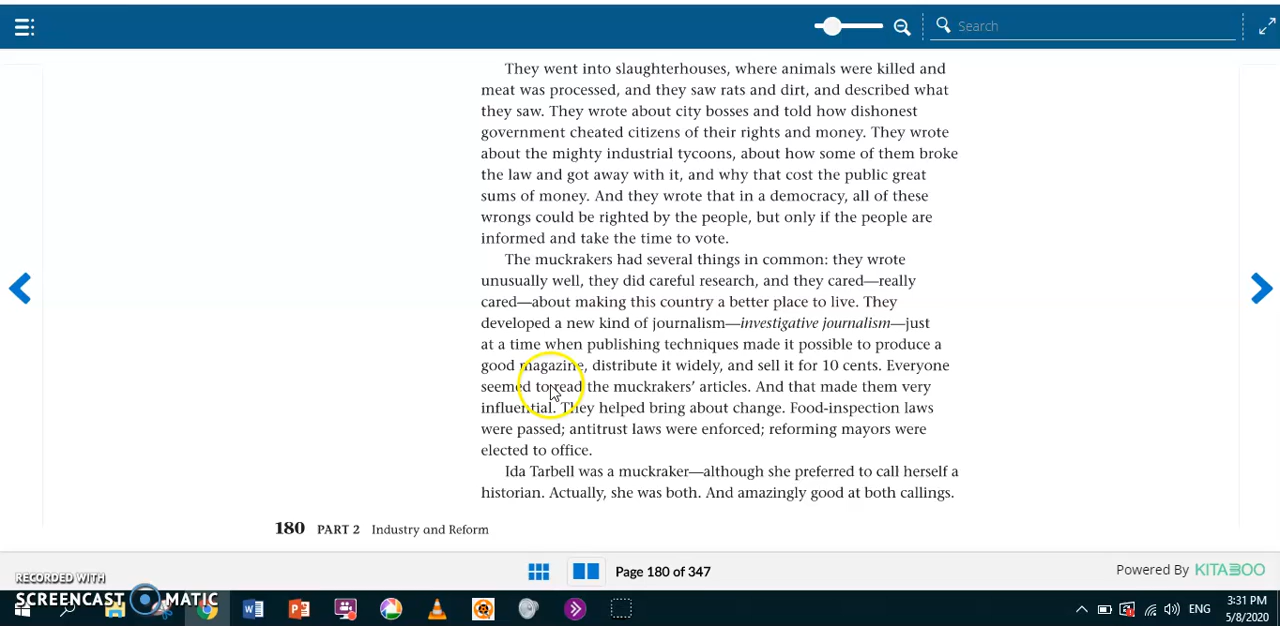 Search
They went into slaughterhouses, where animals were killed and
meat was processed, and they saw rats and dirt, and described what
they saw. They wrote about city bosses and told how dishonest
government cheated citizens of their rights and money. They wrote
about the mighty industrial tycoons, about how some of them broke
the law and got away with it, and why that cost the public great
sums of money. And they wrote that in a democracy, all of these
wrongs could be righted by the people, but only if the people are
informed and take the time to vote.
The muckrakers had several things in common: they wrote
unusually well, they did careful research, and they cared—really
cared—about making this country a better place to live. They
developed a new kind of journalism—investigative journalism—just
at a time when publishing techniques made it possible to produce a
good magazine, distribute it widely, and sell it for 10 cents. Everyone
seemed to read the muckrakers' articles. And that made them very
influential. They helped bring about change. Food-inspection laws
were passed; antitrust laws were enforced; reforming mayors were
elected to office.
Ida Tarbell was a muckraker—although she preferred to call herself a
historian. Actually, she was both. And amazingly good at both callings.
180 PART 2 Industry and Reform
Page 180 of 347
Powered By KITABOO
RECORDED WITH
SCREENCAST MATIC
ENG
3:31 PM
5/8/2020